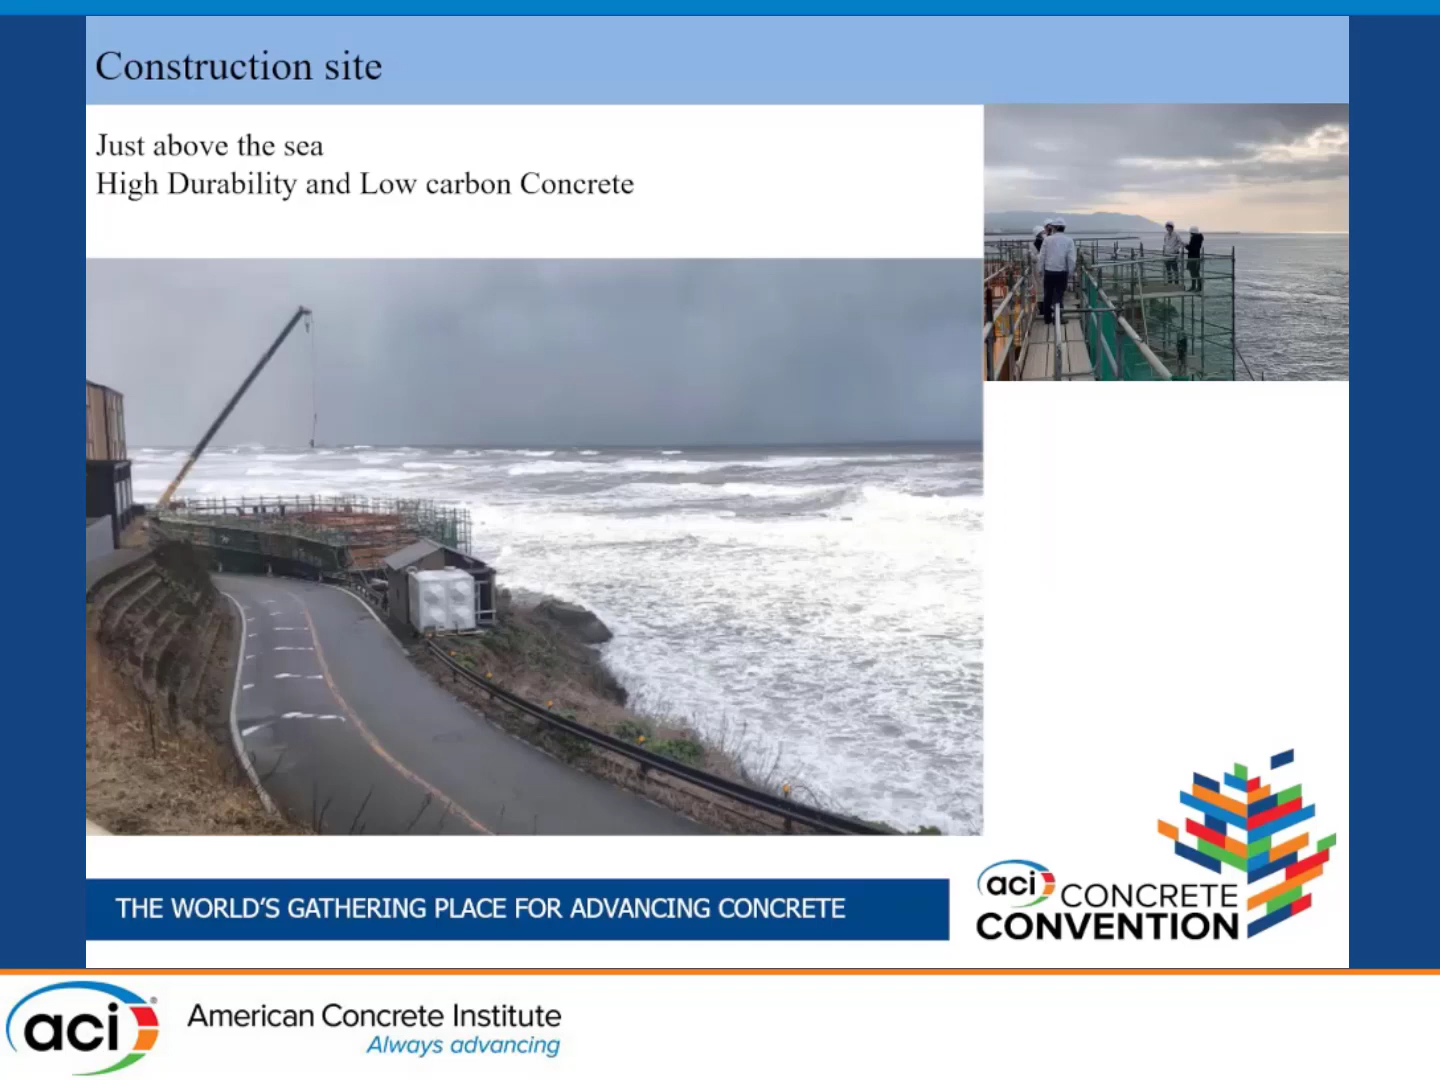 Construction site
Just above the sea
High Durability and Low carbon Concrete
THE WORLD'S GATHERING PLACE FOR ADVANCING CONCRETE
aci CONCRETE
CONVENTION
aci® American Concrete Institute
Always advancing